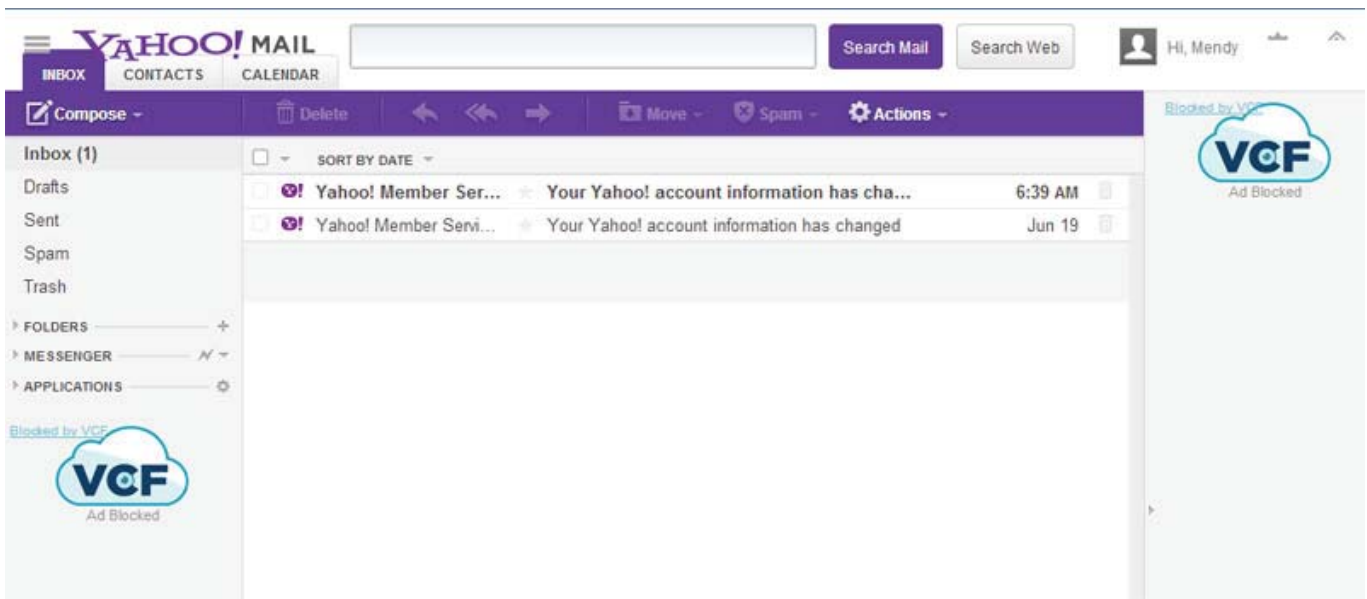 YAHOO! MAIL
Search Mail
Search Web
Hi, Mendy
INBOX CONTACTS CALENDAR
Compose Delete Move Spam Actions
Inbox (1)
Drafts
Sent
Spam
Trash
FOLDERS
MESSENGER
APPLICATIONS
Blocked by VCF
VCF
Ad Blocked
SORT BY DATE
Yahoo! Member Ser... Your Yahoo! account information has cha... 6:39 AM
Yahoo! Member Servi... Your Yahoo! account information has changed Jun 19
Blocked by VCF
VCF
Ad Blocked